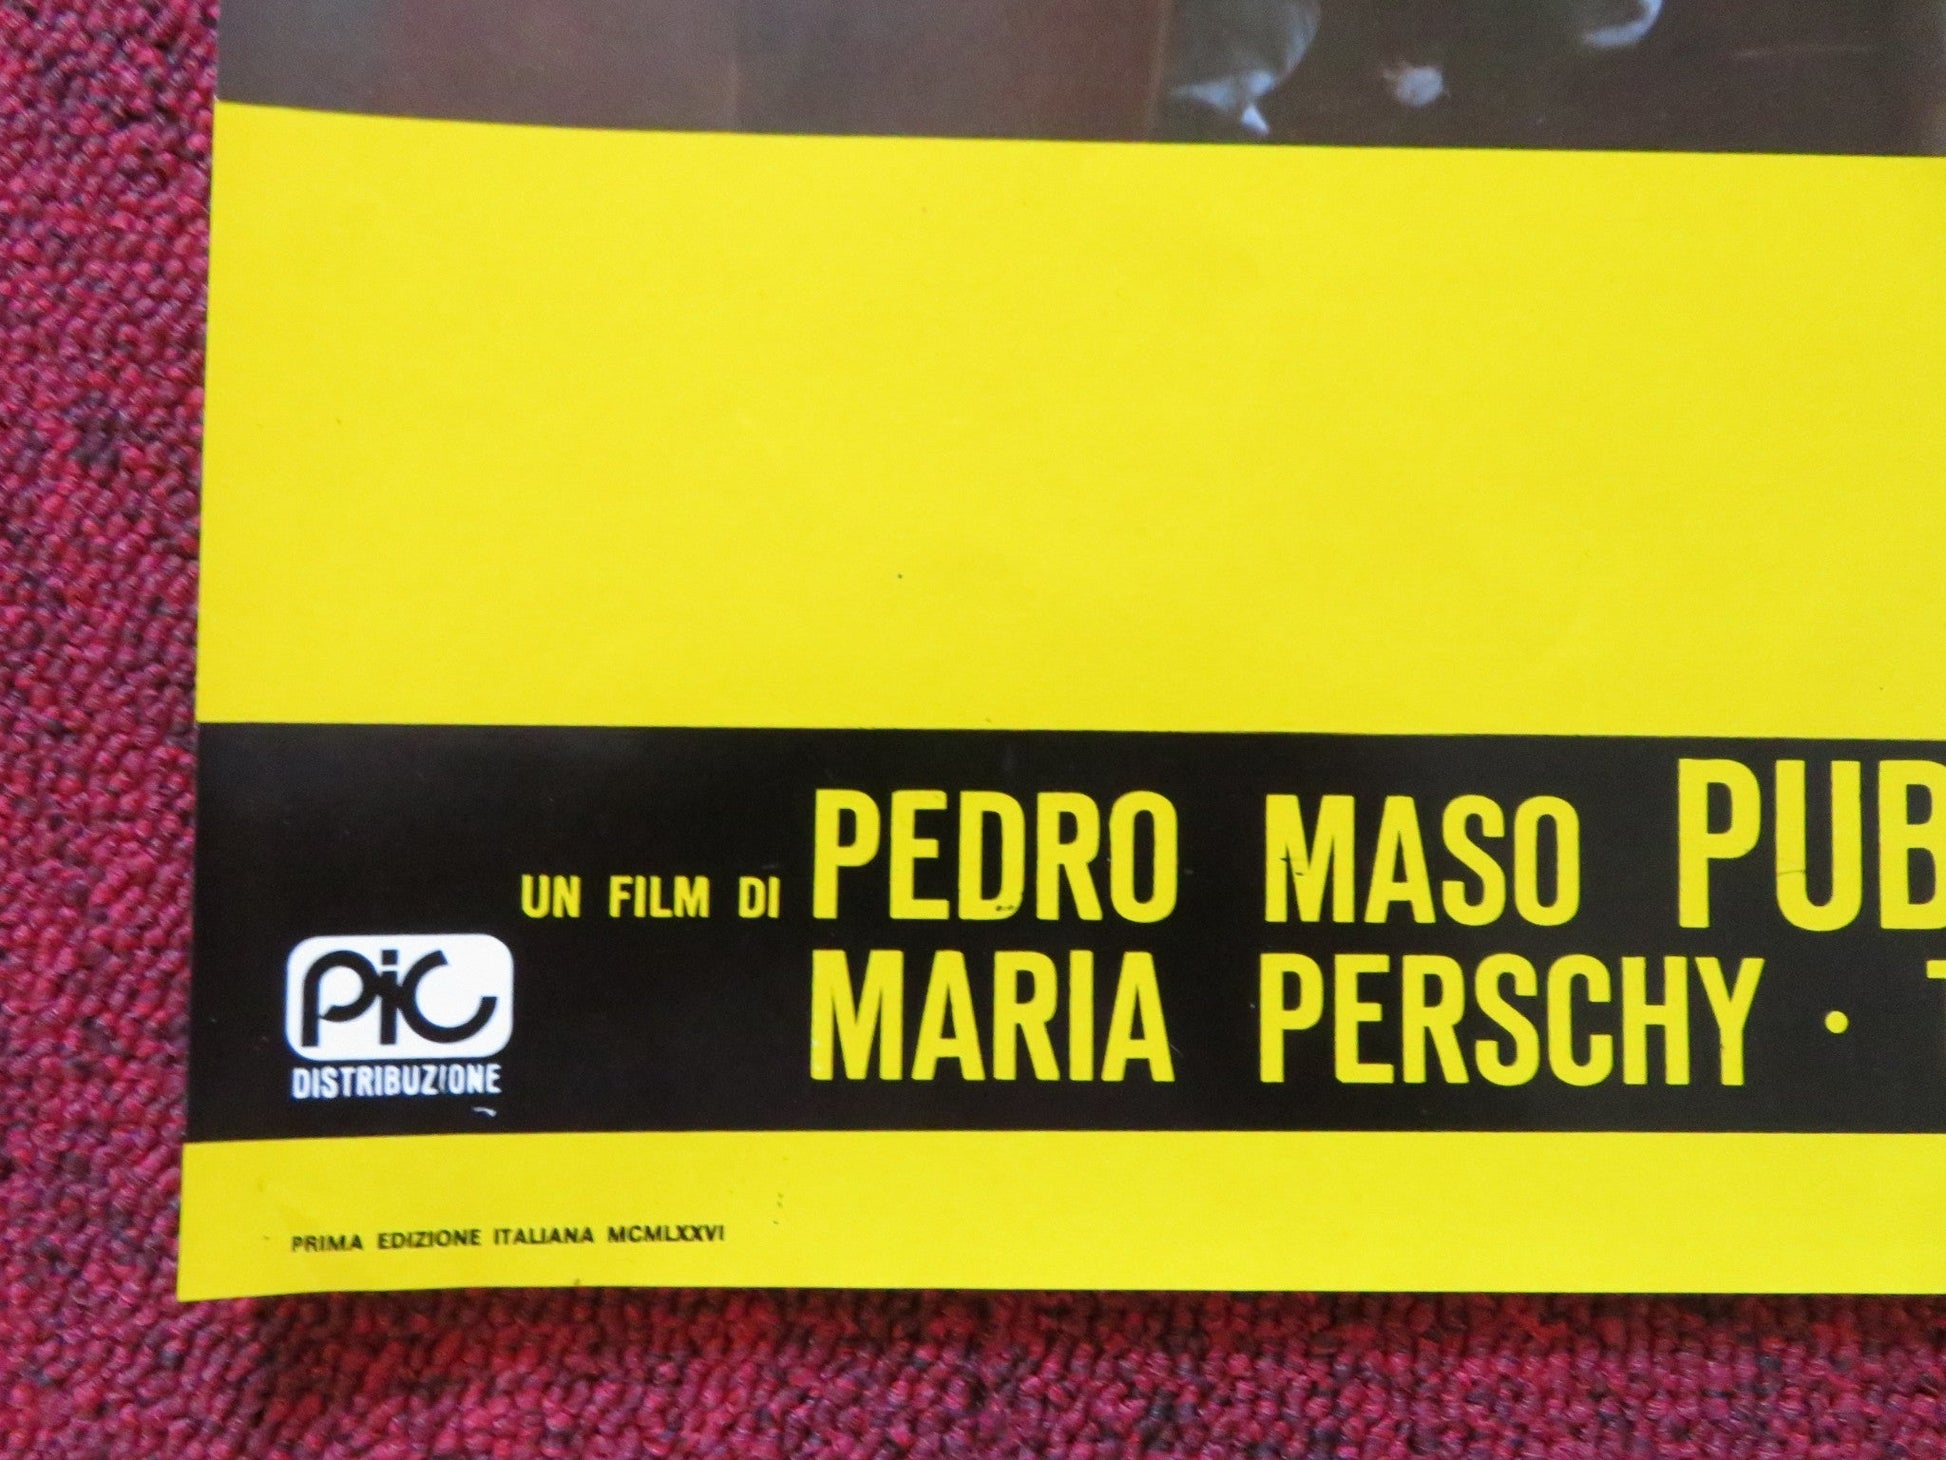 UN FILM DI PEDRO MASO PUB
MARIA PERSCHY ·
PiC
DISTRIBUZIONE
PRIMA EDIZIONE ITALIANA MCMLXXVI